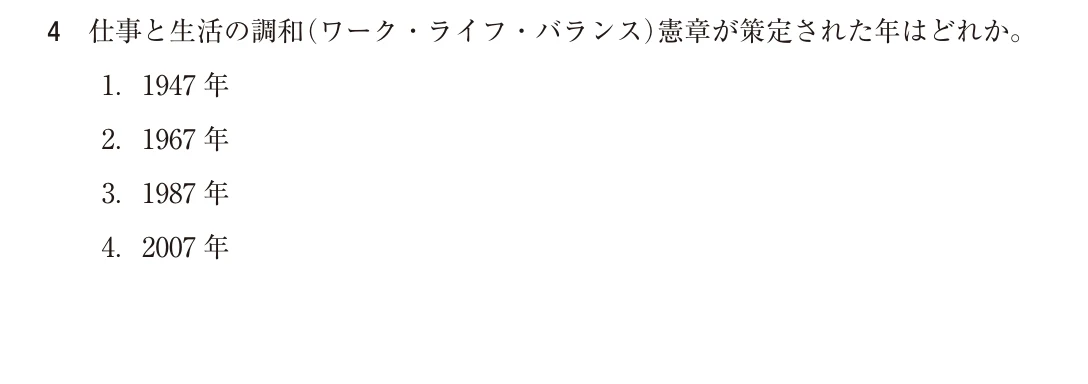 4 仕事と生活の調和(ワーク・ライフ・バランス)憲章が策定された年はどれか。
1. 1947 年
2. 1967 年
3. 1987 年
4. 2007 年